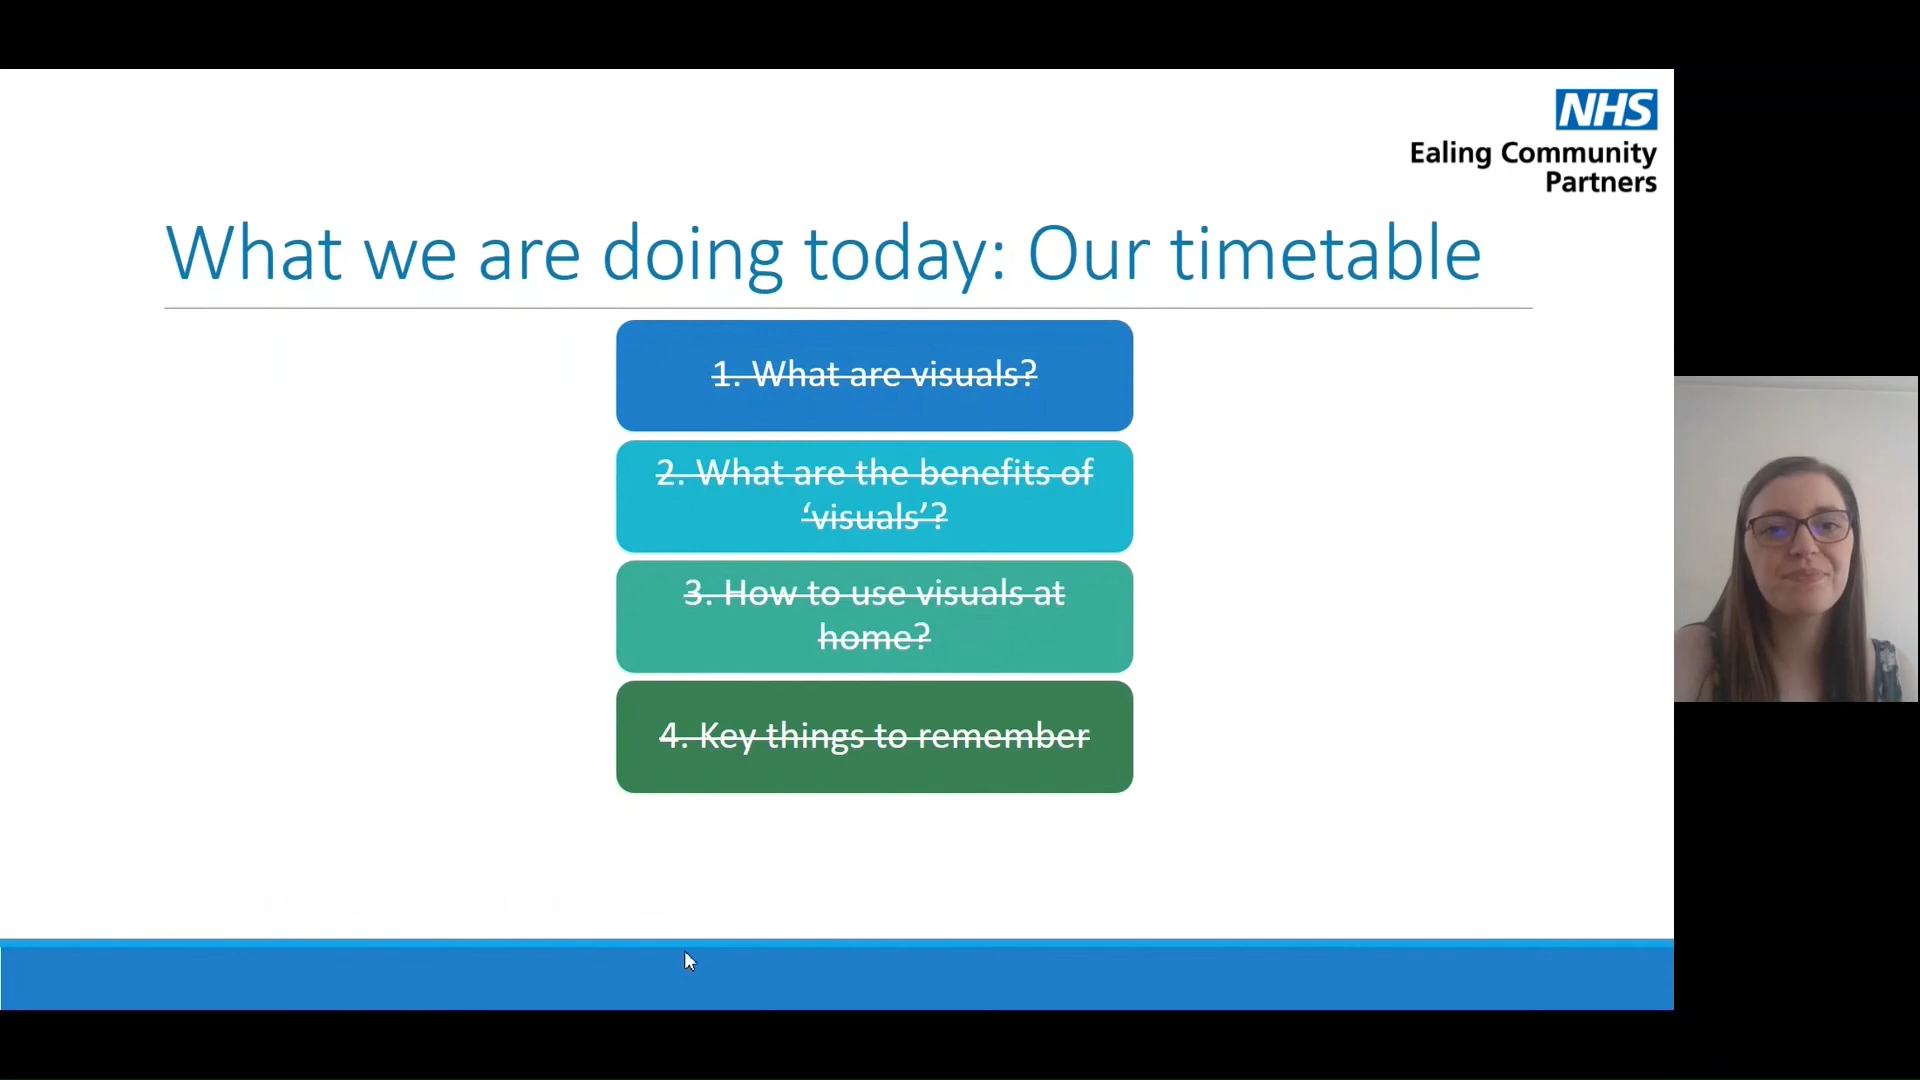 NHS
Ealing Community
Partners
What we are doing today: Our timetable
1. What are visuals?
2. What are the benefits of
‘visuals’?
3. How to use visuals at
home?
4. Key things to remember